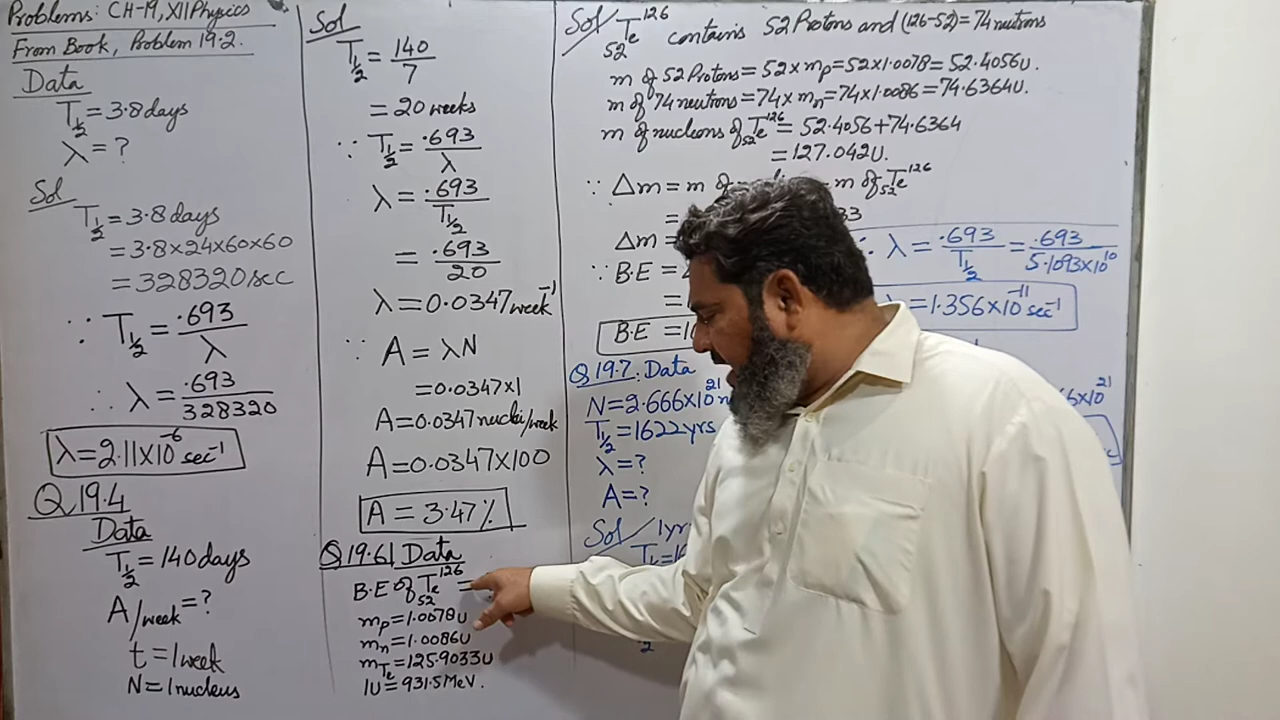 Problems: CH-19, XII Physics
From Book, Problem 19.2.
Data
T½ = 3.8 days
λ = ?
Sol
T½ = 3.8 days
= 3.8×24×60×60
= 328320 sec
∵ T½ = .693/λ
∴ λ = .693/328320
λ = 2.11×10⁻⁶ sec⁻¹
Q 19.4
Data
T½ = 140 days
A/week = ?
t = 1 week
N = 1 nucleus
Sol
T½ = 140/7
= 20 weeks
∵ T½ = .693/λ
λ = .693/T½
= .693/20
λ = 0.0347/week⁻¹
∵ A = λN
= 0.0347×1
A = 0.0347 nuclei/week
A = 0.0347×100
A = 3.47%
Q 19.6 Data
B.E of ₅₂Te¹²⁶ =
mp = 1.0078U
mn = 1.0086U
mTe = 125.9033U
1U = 931.5 MeV.
Sol ₅₂Te¹²⁶ contains 52 Protons and (126-52) = 74 neutrons
m of 52 Protons = 52×mp = 52×1.0078 = 52.4056U.
m of 74 neutrons = 74×mn = 74×1.0086 = 74.6364U.
m of nucleons of ₅₂Te¹²⁶ = 52.4056+74.6364
= 127.042U.
∵ Δm = m of m of ₅₂Te¹²⁶
= 33
Δm =
∵ B.E =
=
B.E = 10
Q 19.7. Data
N = 2.666×10²¹
T½ = 1622 yrs
λ = ?
A = ?
Sol 1yr
∴ λ = .693/T½ = .693/5.1093×10¹⁰
= 1.356×10⁻¹¹ sec⁻¹
6×10²¹